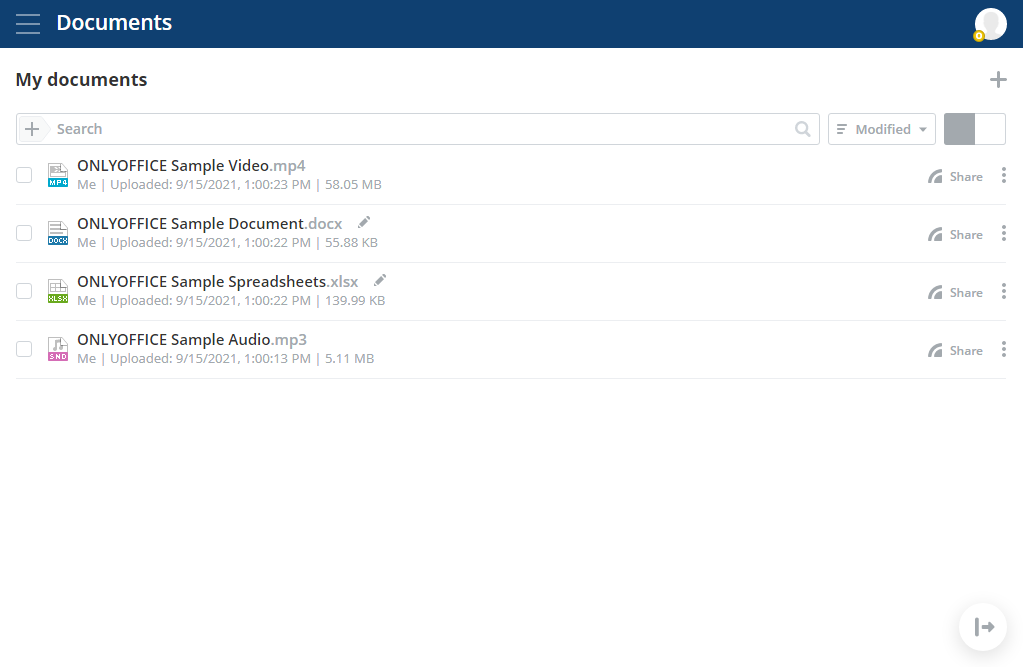 Documents
My documents
Search
Modified
ONLYOFFICE Sample Video.mp4
Me | Uploaded: 9/15/2021, 1:00:23 PM | 58.05 MB
MP4
Share
ONLYOFFICE Sample Document.docx
Me | Uploaded: 9/15/2021, 1:00:22 PM | 55.88 KB
DOCX
Share
ONLYOFFICE Sample Spreadsheets.xlsx
Me | Uploaded: 9/15/2021, 1:00:22 PM | 139.99 KB
XLSX
Share
ONLYOFFICE Sample Audio.mp3
Me | Uploaded: 9/15/2021, 1:00:13 PM | 5.11 MB
SND
Share